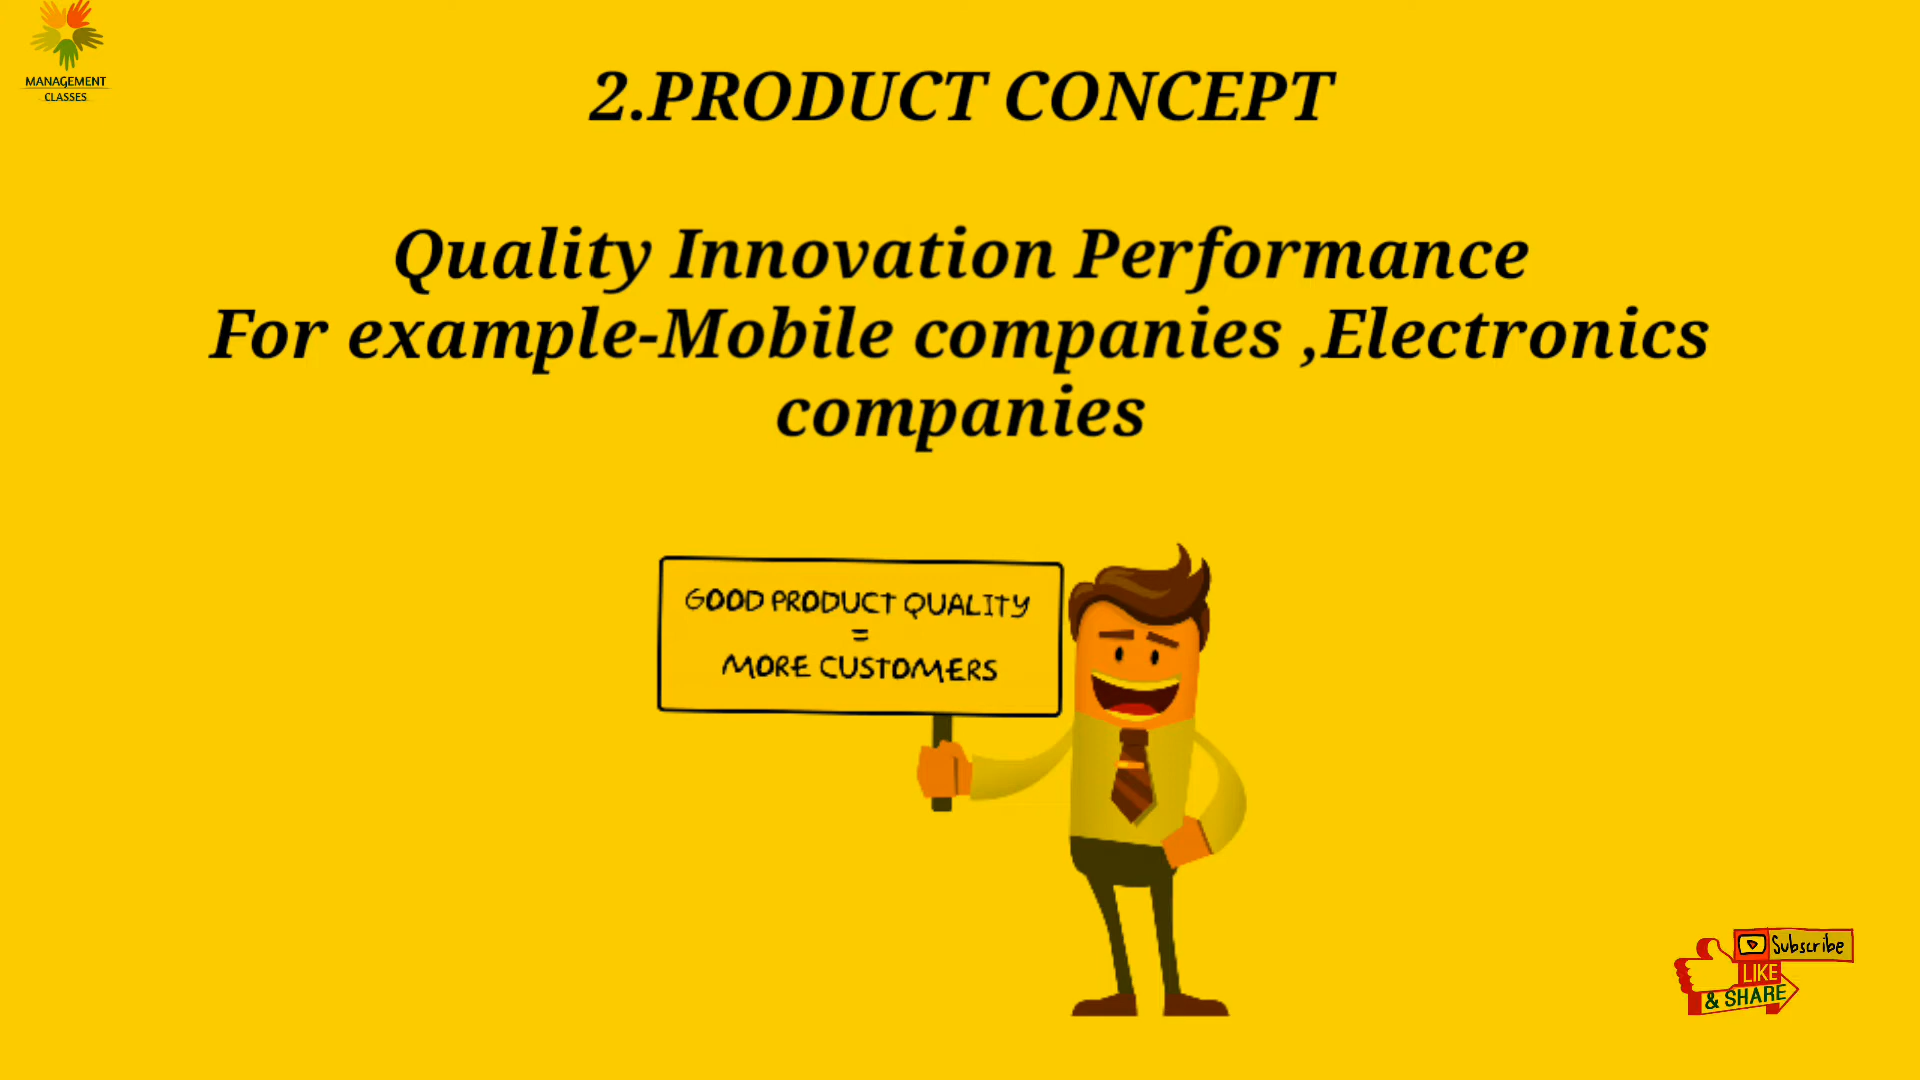 MANAGEMENT
CLASSES
2.PRODUCT CONCEPT
Quality Innovation Performance
For example-Mobile companies ,Electronics
companies
GOOD PRODUCT QUALITY
=
MORE CUSTOMERS
Subscribe
LIKE
& SHARE